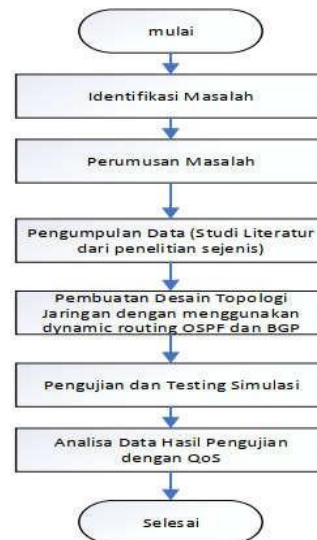 mulai
Identifikasi Masalah
Perumusan Masalah
Pengumpulan Data (Studi Literatur
dari penelitian sejenis)
Pembuatan Desain Topologi
Jaringan dengan menggunakan
dynamic routing OSPF dan BGP
Pengujian dan Testing Simulasi
Analisa Data Hasil Pengujian
dengan QoS
Selesai